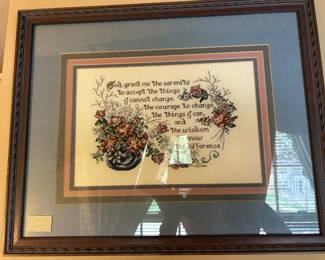 God, grant me the serenity
to accept the things
I cannot change,
the courage to change
the things I can,
and
the wisdom
know
the difference